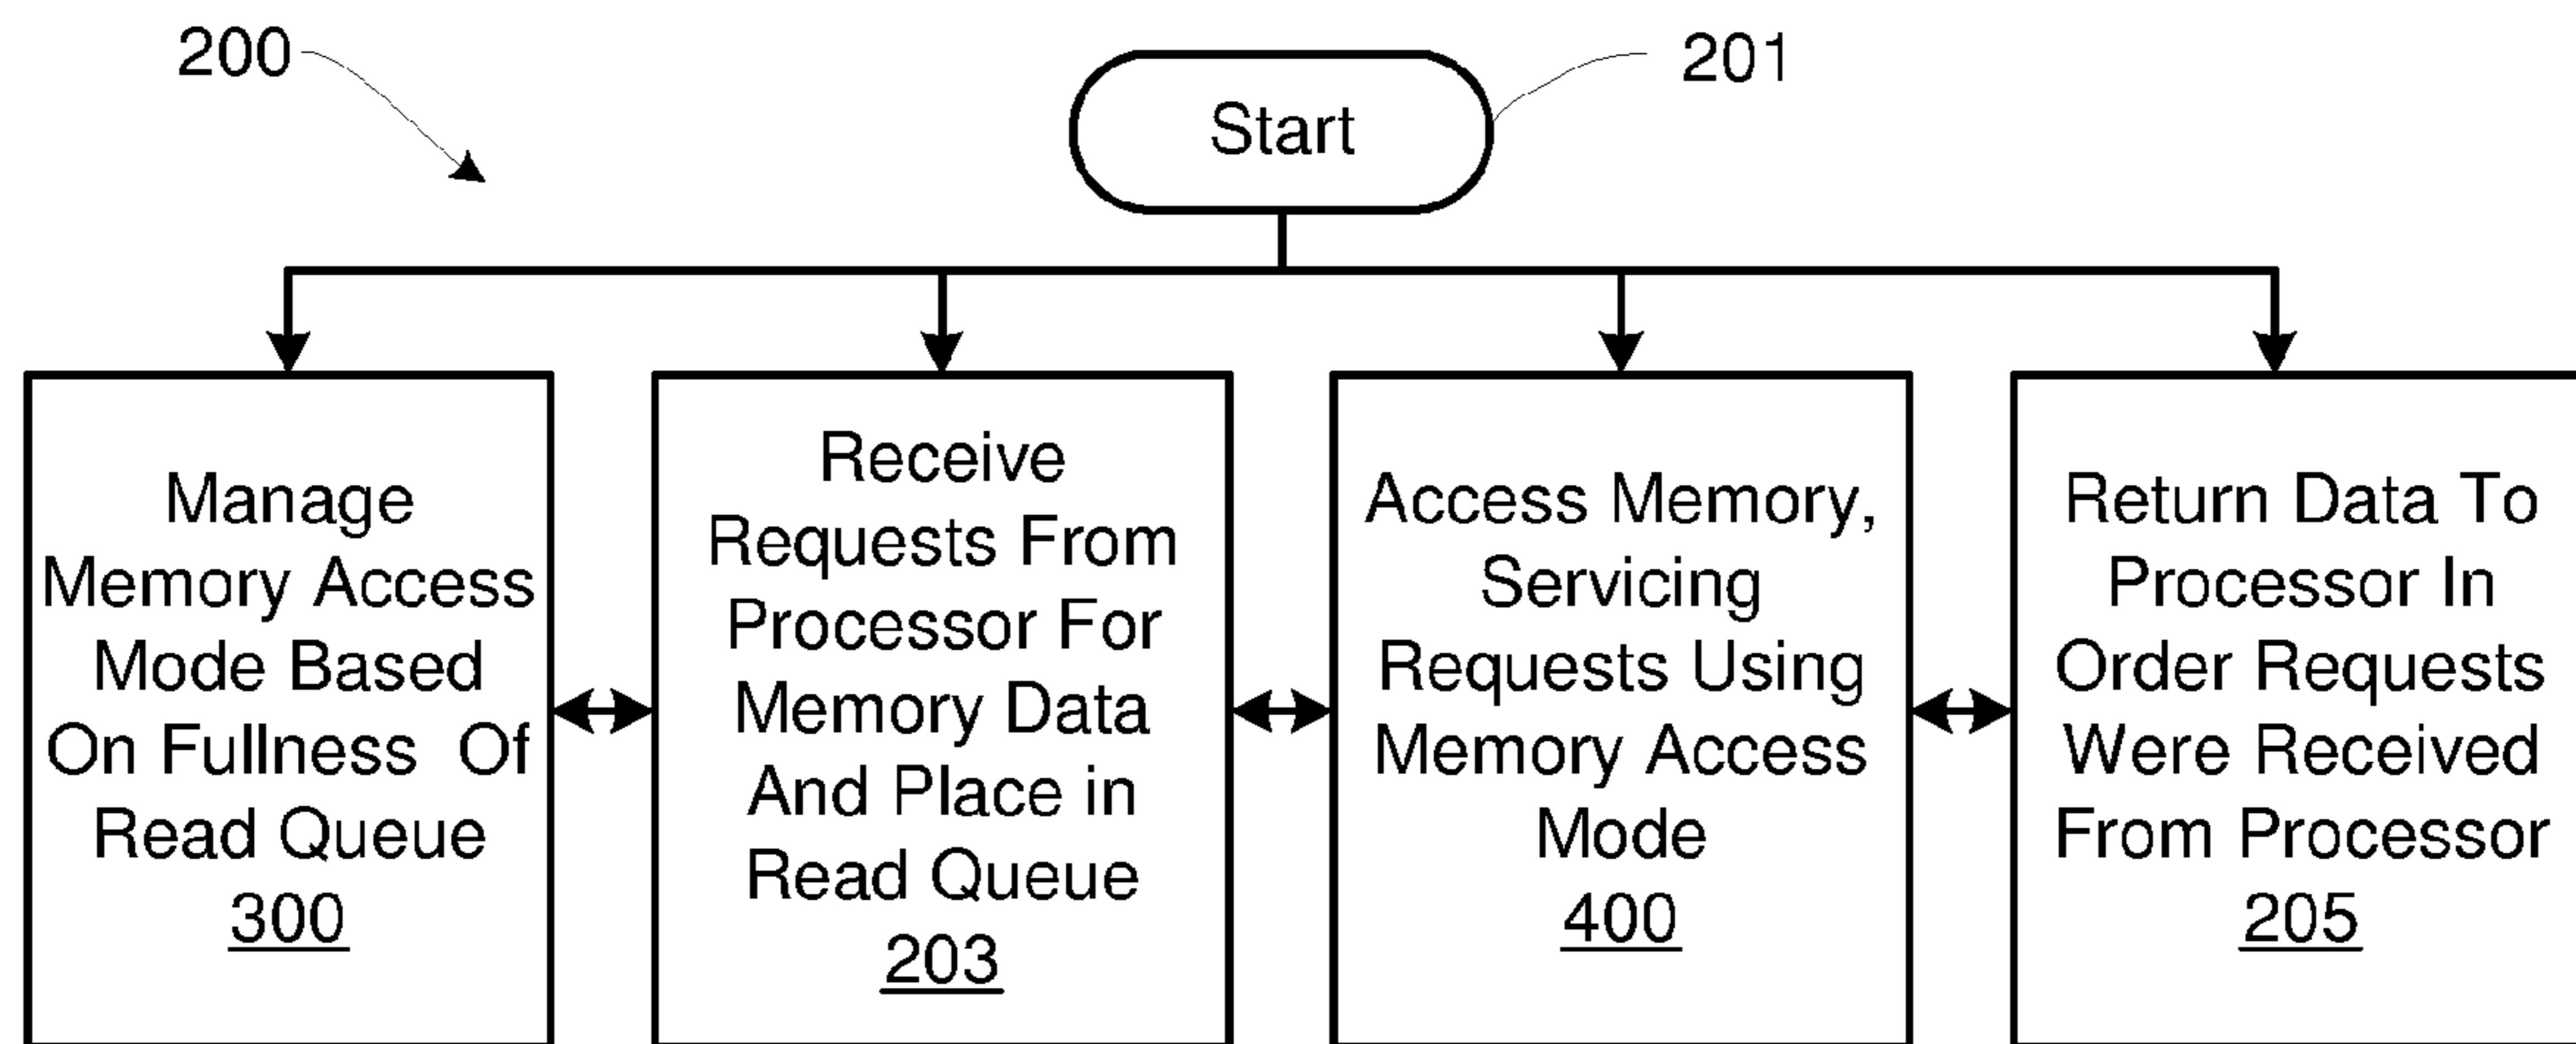 200
201
Start
Manage
Memory Access
Mode Based
On Fullness Of
Read Queue
300
Receive
Requests From
Processor For
Memory Data
And Place in
Read Queue
203
Access Memory,
Servicing
Requests Using
Memory Access
Mode
400
Return Data To
Processor In
Order Requests
Were Received
From Processor
205